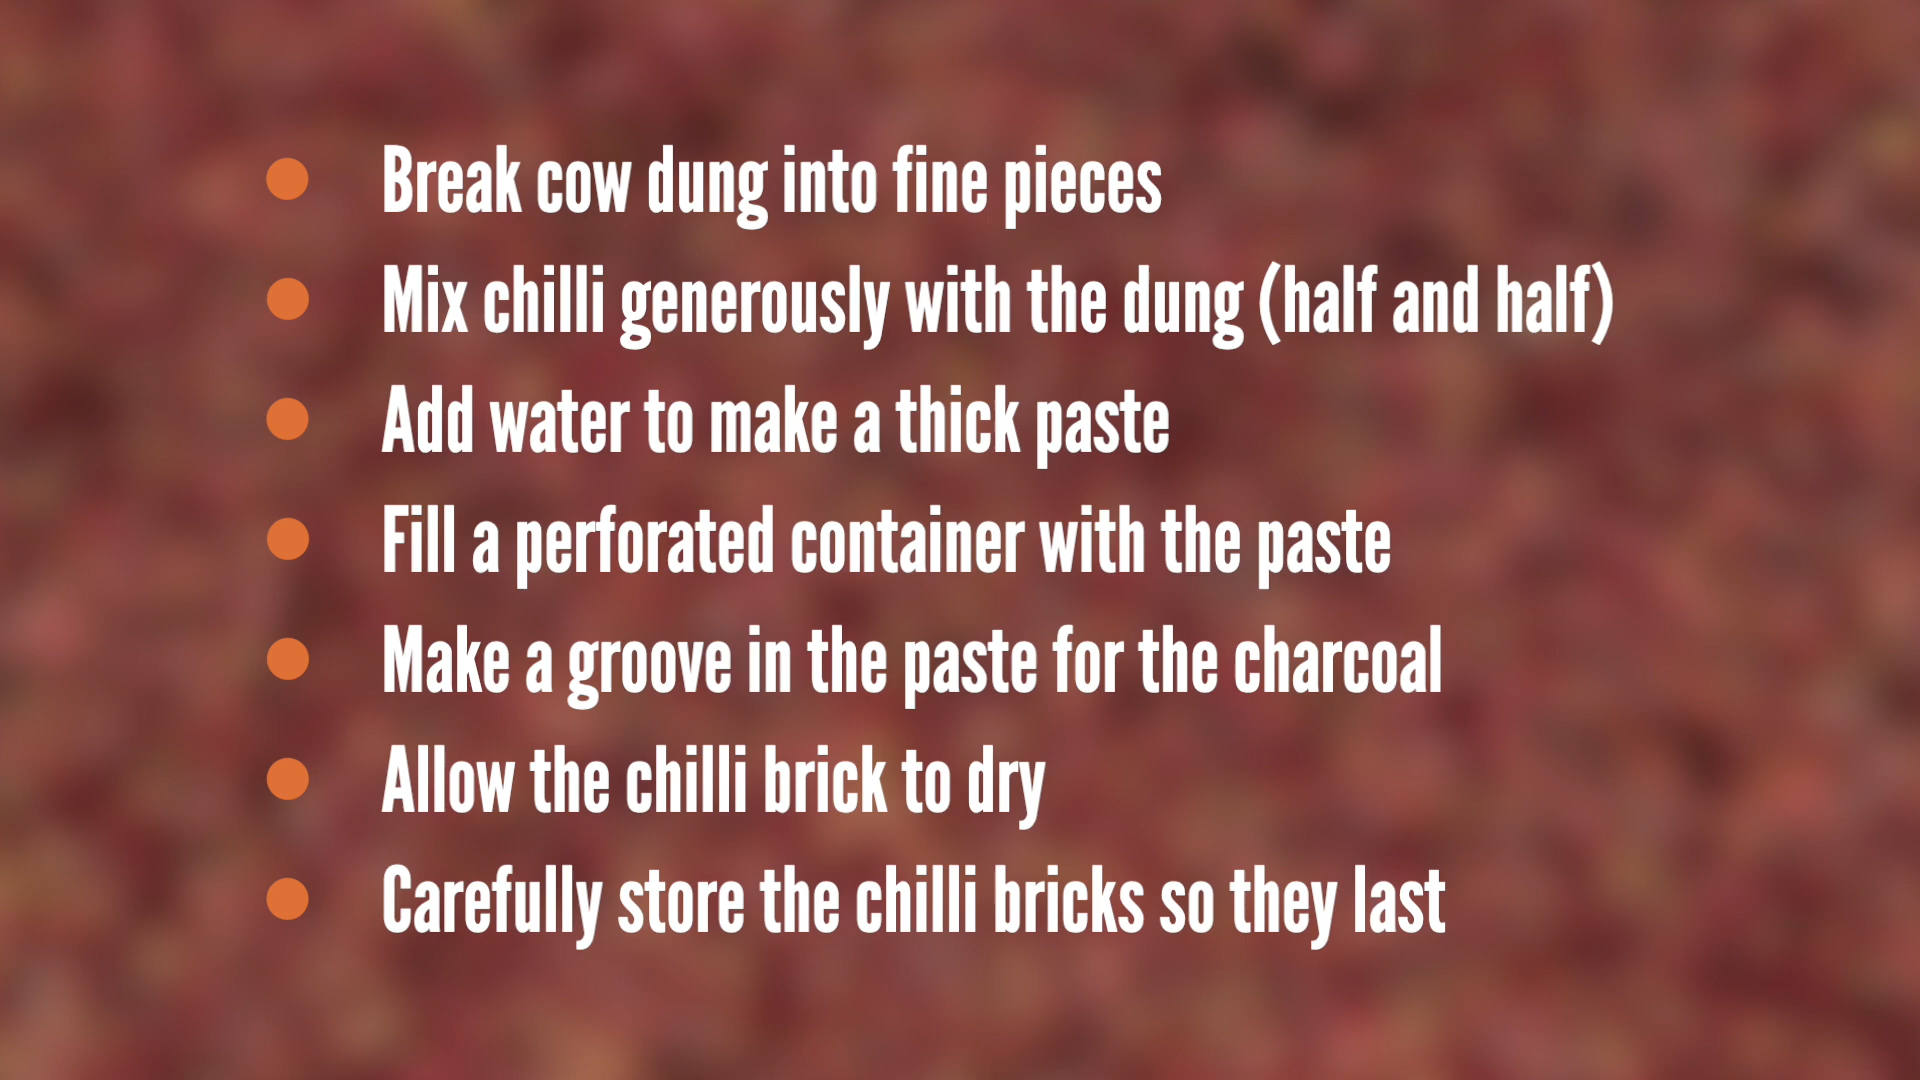 Break cow dung into fine pieces
Mix chilli generously with the dung (half and half)
Add water to make a thick paste
Fill a perforated container with the paste
Make a groove in the paste for the charcoal
Allow the chilli brick to dry
Carefully store the chilli bricks so they last